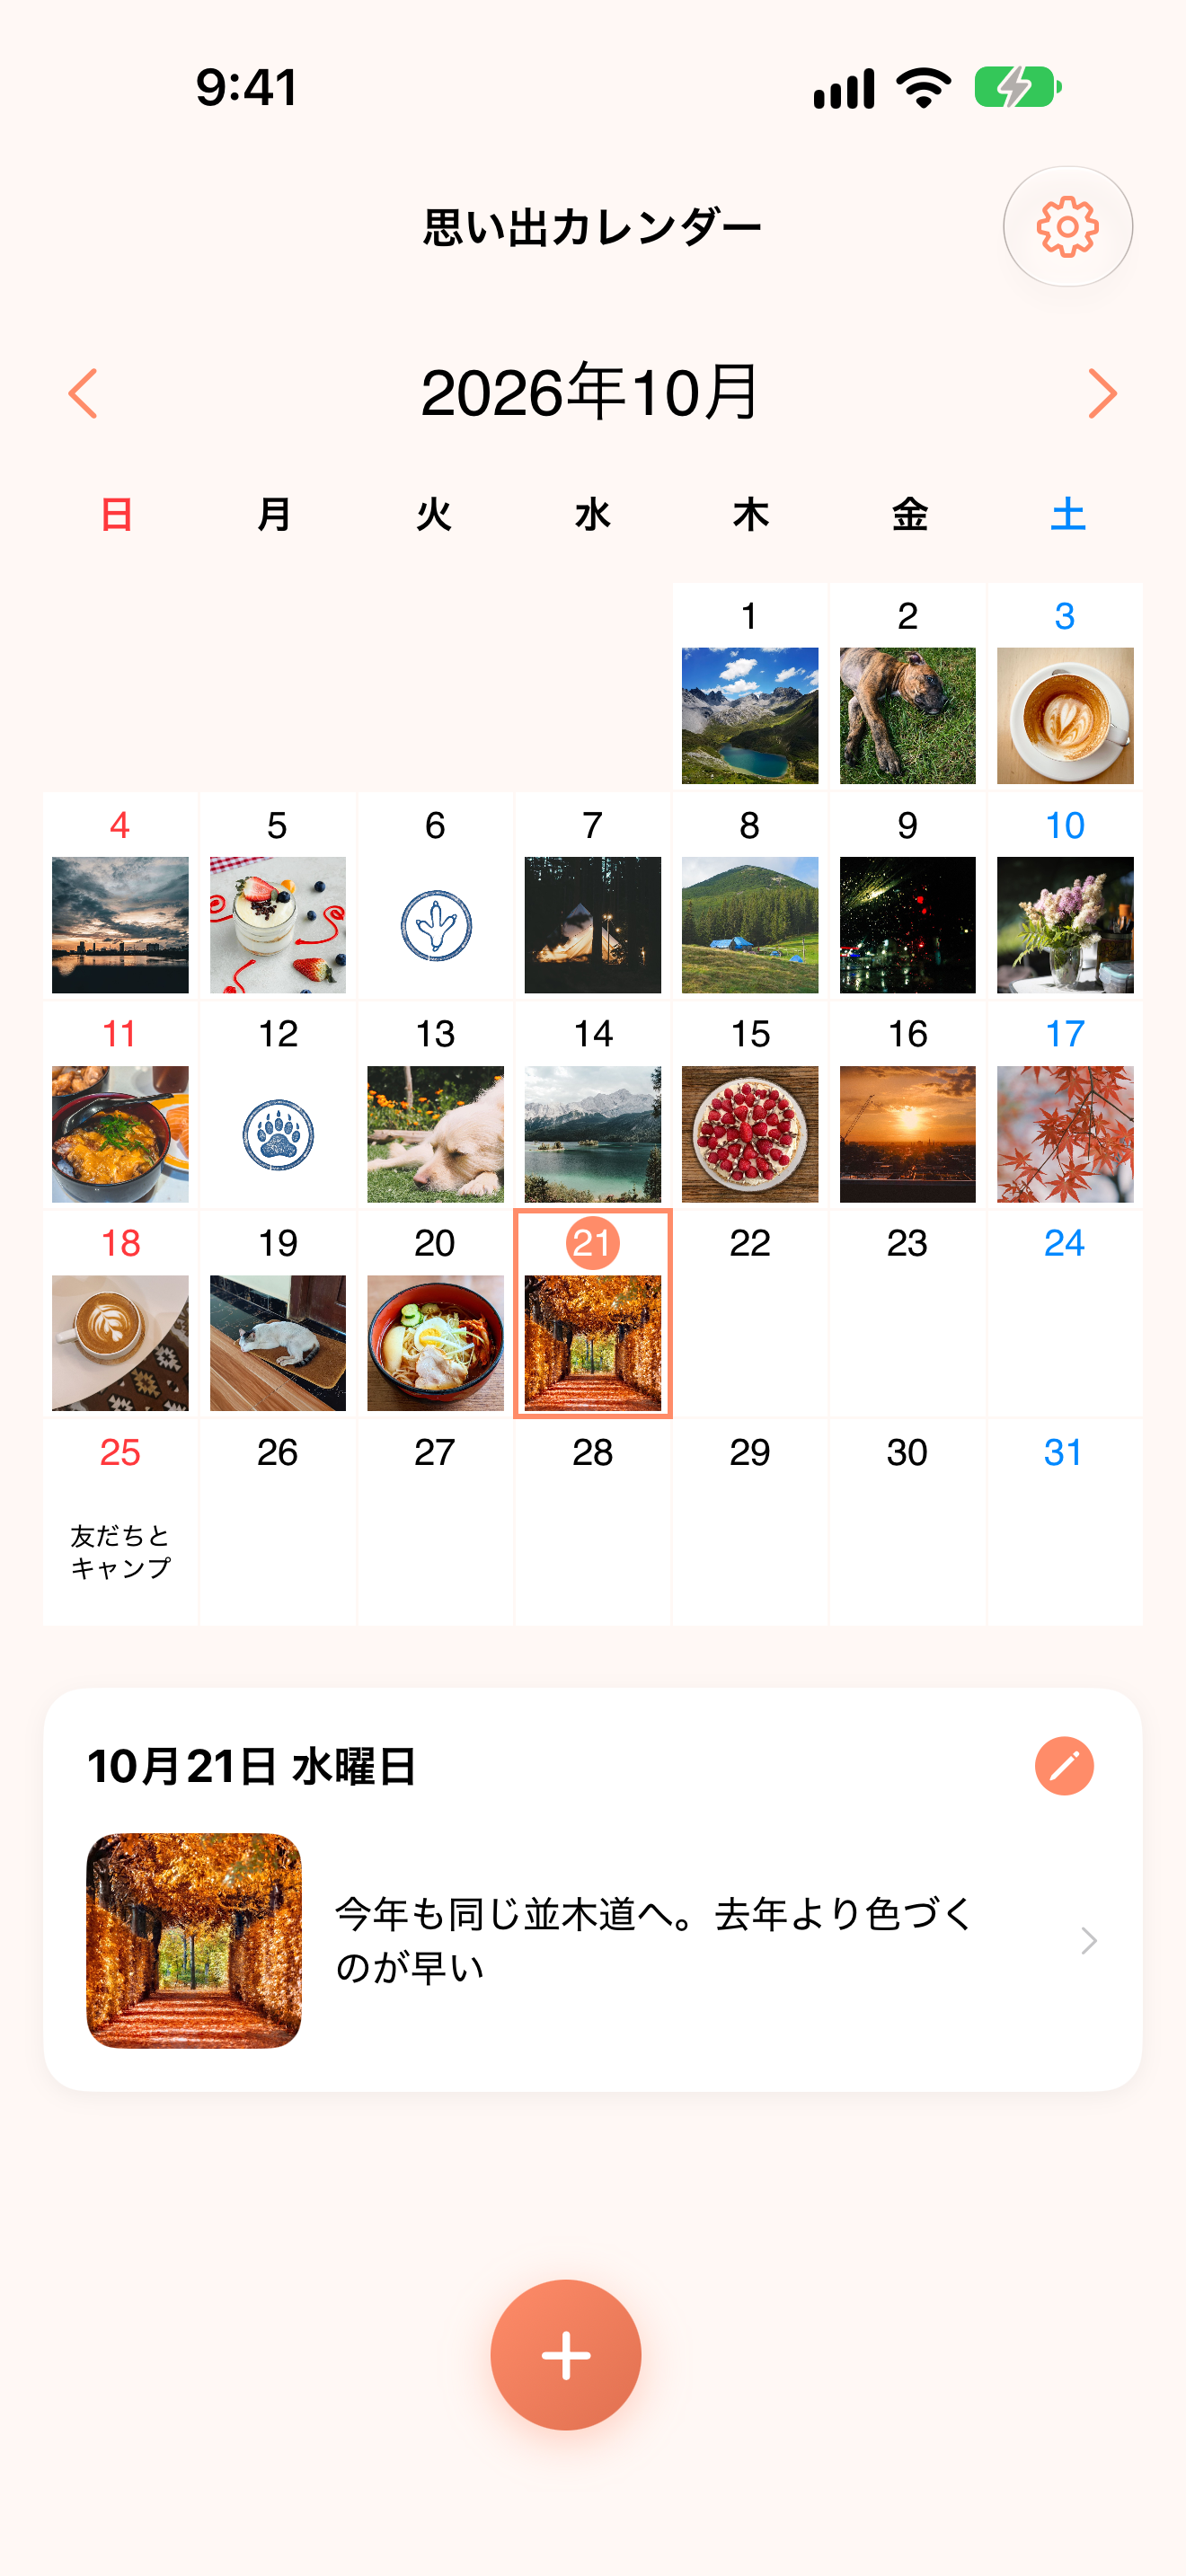 9:41
思い出カレンダー
2026年10月
日 月 火 水 木 金 土
1 2 3
4 5 6 7 8 9 10
11 12 13 14 15 16 17
18 19 20 21 22 23 24
25 26 27 28 29 30 31
友だちと
キャンプ
10月21日 水曜日
今年も同じ並木道へ。去年より色づく
のが早い